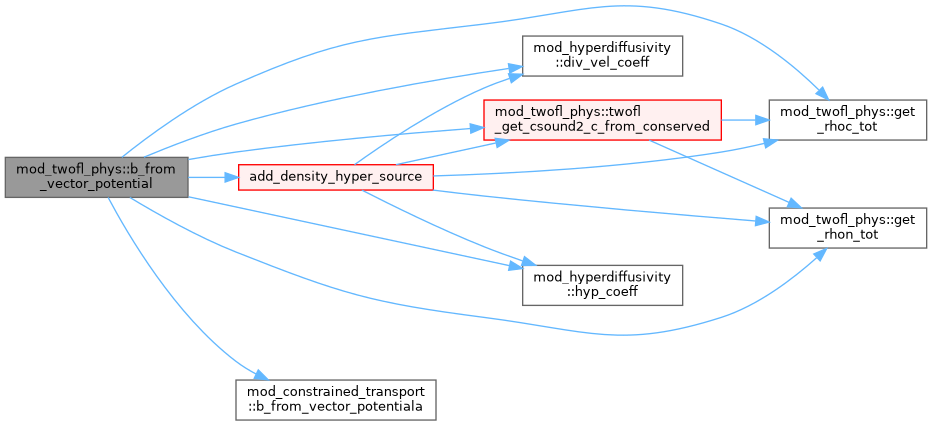 mod_twofl_phys::b_from
_vector_potential
add_density_hyper_source
mod_constrained_transport
::b_from_vector_potentiala
mod_hyperdiffusivity
::div_vel_coeff
mod_twofl_phys::twofl
_get_csound2_c_from_conserved
mod_hyperdiffusivity
::hyp_coeff
mod_twofl_phys::get
_rhoc_tot
mod_twofl_phys::get
_rhon_tot